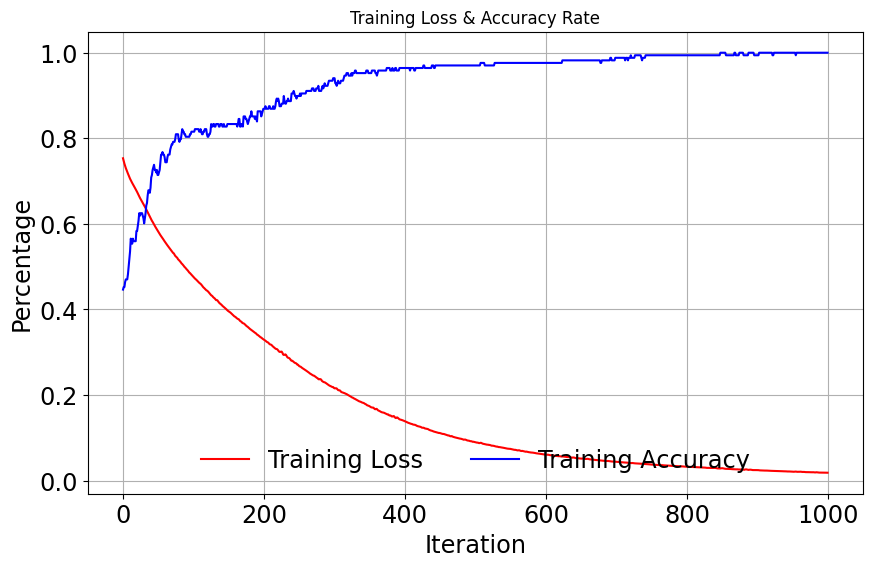 Training Loss & Accuracy Rate
1.0
0.8
0.6
0.4
0.2
0.0
Percentage
Training Loss
Training Accuracy
0 200 400 600 800 1000
Iteration